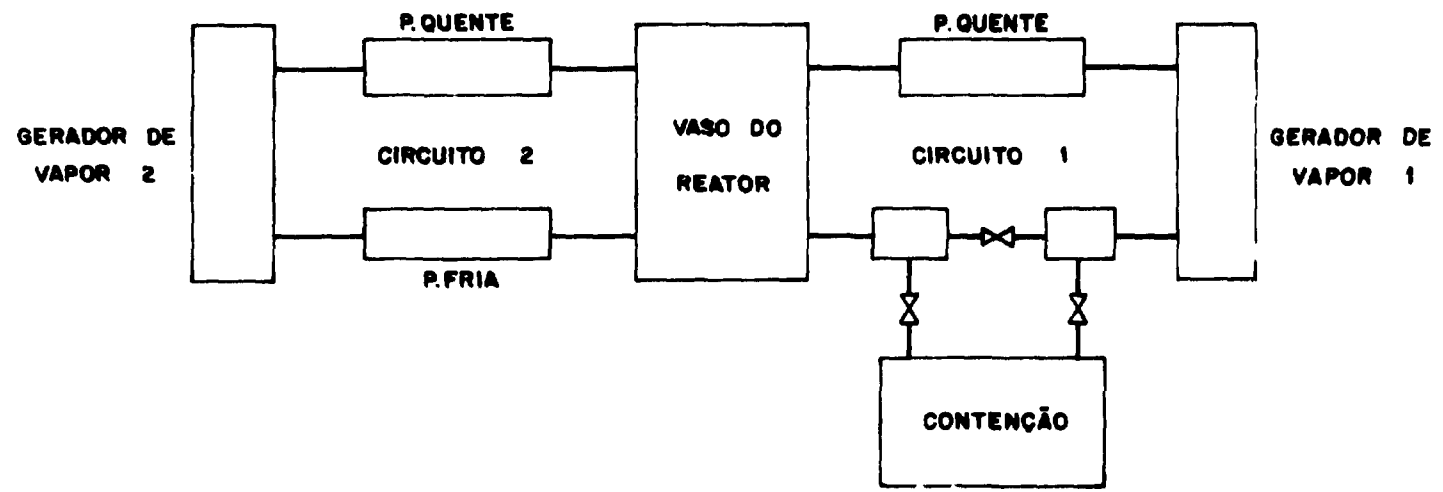 P. QUENTE
P. QUENTE
GERADOR DE
VAPOR 2
CIRCUITO 2
VASO DO
REATOR
CIRCUITO 1
GERADOR DE
VAPOR 1
P. FRIA
CONTENÇÃO